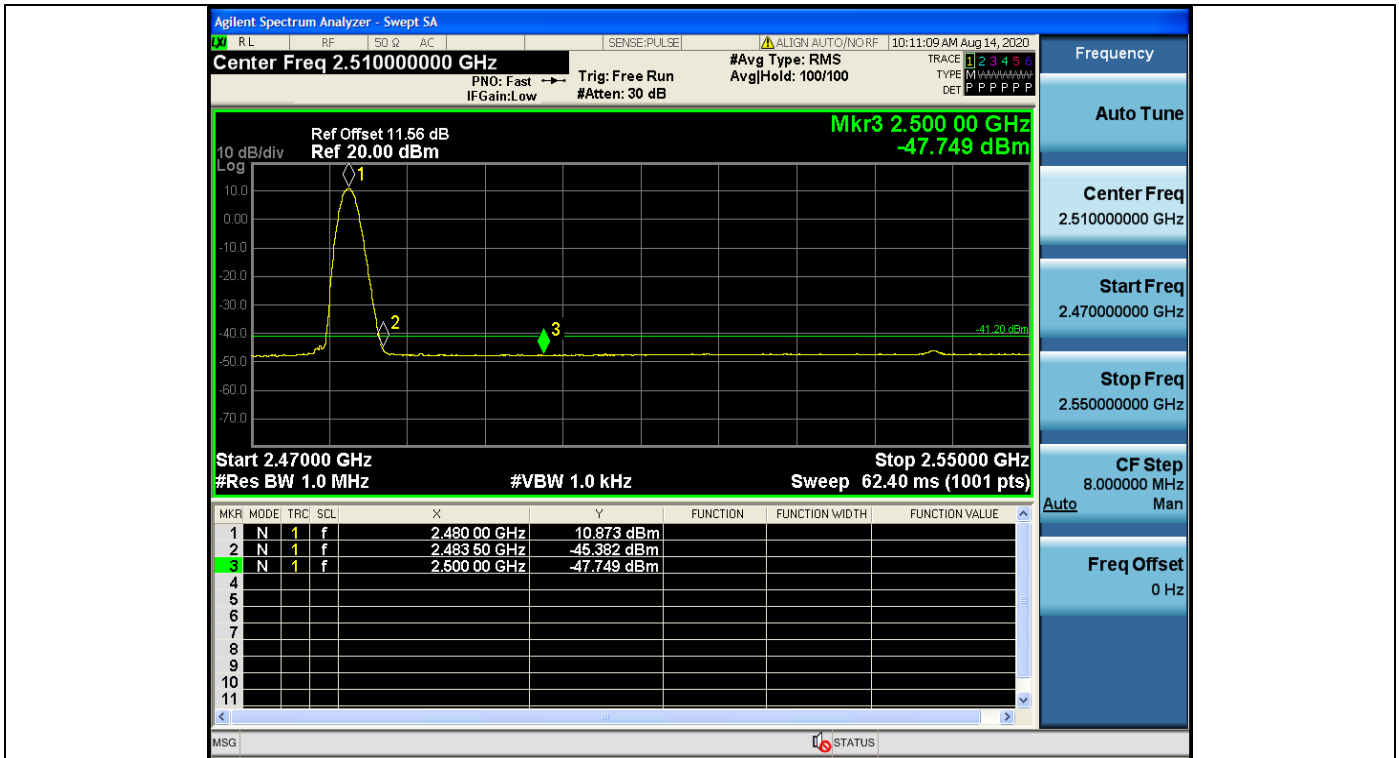 Agilent Spectrum Analyzer - Swept SA
LXI RL RF 50 Ω AC SENSE:PULSE ALIGN AUTO/NO RF 10:11:09 AM Aug 14, 2020
Center Freq 2.510000000 GHz
PNO: Fast
IFGain:Low
Trig: Free Run
#Atten: 30 dB
#Avg Type: RMS
Avg|Hold: 100/100
TRACE 1 2 3 4 5 6
TYPE M WWWWW
DET P P P P P P
Mkr3 2.500 00 GHz
-47.749 dBm
Ref Offset 11.56 dB
10 dB/div Ref 20.00 dBm
Log
1
10.0
0.00
-10.0
-20.0
-30.0
2
3
-41.20 dBm
-40.0
-50.0
-60.0
-70.0
Start 2.47000 GHz Stop 2.55000 GHz
#Res BW 1.0 MHz #VBW 1.0 kHz Sweep 62.40 ms (1001 pts)
MKR MODE TRC SCL X Y FUNCTION FUNCTION WIDTH FUNCTION VALUE
1 N 1 f 2.480 00 GHz 10.873 dBm
2 N 1 f 2.483 50 GHz -45.382 dBm
3 N 1 f 2.500 00 GHz -47.749 dBm
4
5
6
7
8
9
10
11
MSG STATUS
Frequency
Auto Tune
Center Freq
2.510000000 GHz
Start Freq
2.470000000 GHz
Stop Freq
2.550000000 GHz
CF Step
8.000000 MHz
Auto Man
Freq Offset
0 Hz